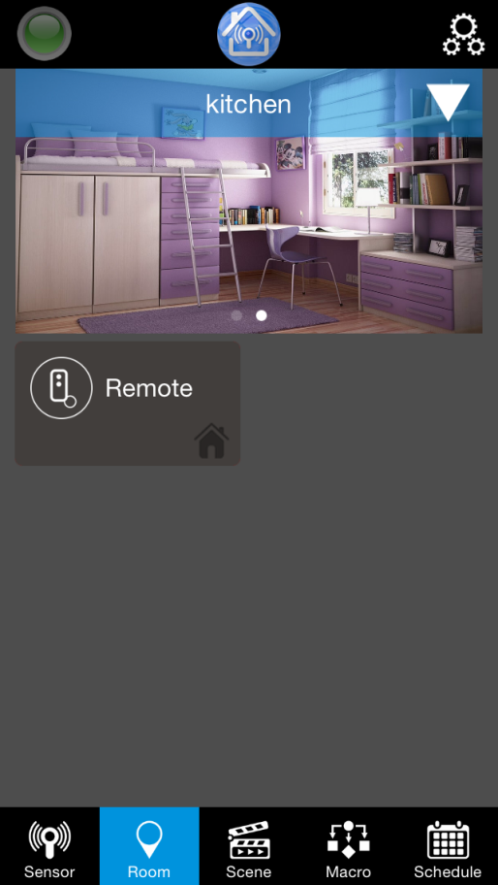 kitchen
Remote
Sensor
Room
Scene
Macro
Schedule